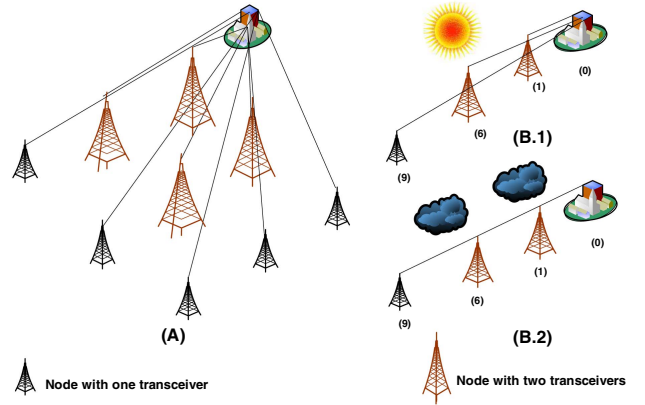 (0)
(1)
(6)
(B.1)
(9)
(0)
(1)
(6)
(9)
(A)
(B.2)
Node with one transceiver
Node with two transceivers